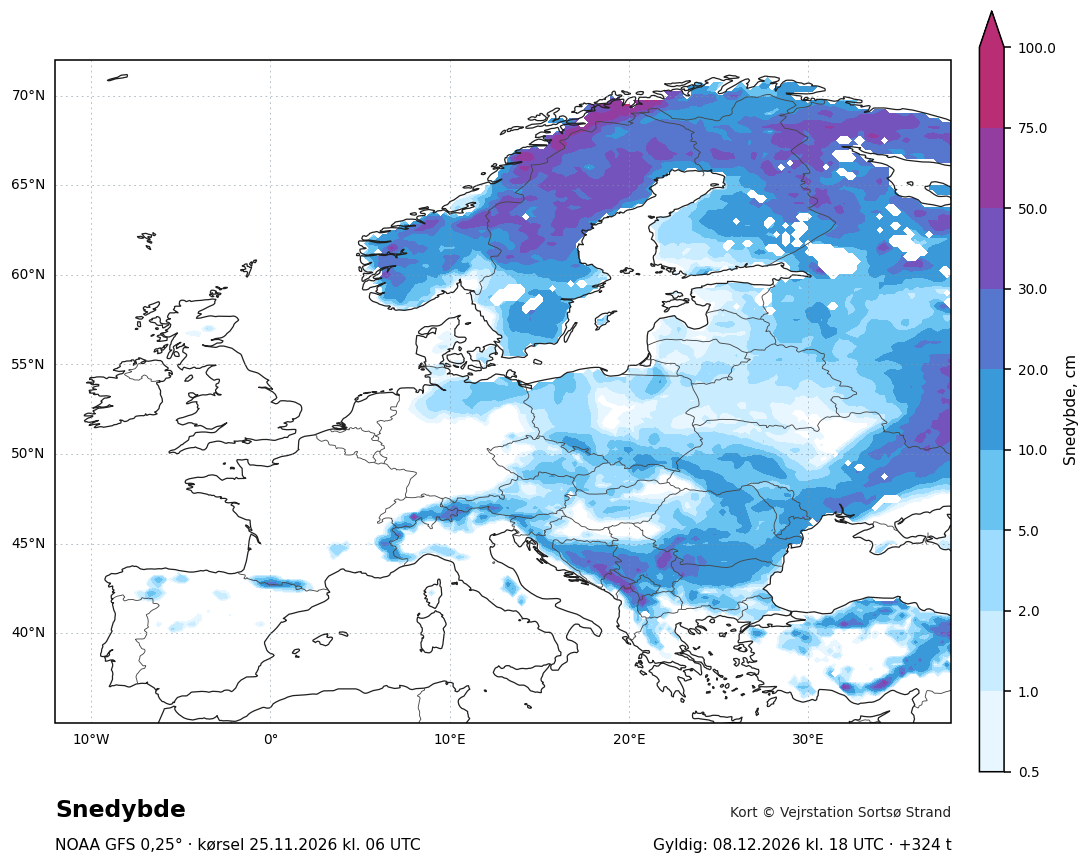 100.0
75.0
50.0
30.0
20.0
10.0
5.0
2.0
1.0
0.5
Snedybde, cm
70°N
65°N
60°N
55°N
50°N
45°N
40°N
10°W 0° 10°E 20°E 30°E
Snedybde
Kort © Vejrstation Sortsø Strand
NOAA GFS 0,25° · kørsel 25.11.2026 kl. 06 UTC
Gyldig: 08.12.2026 kl. 18 UTC · +324 t